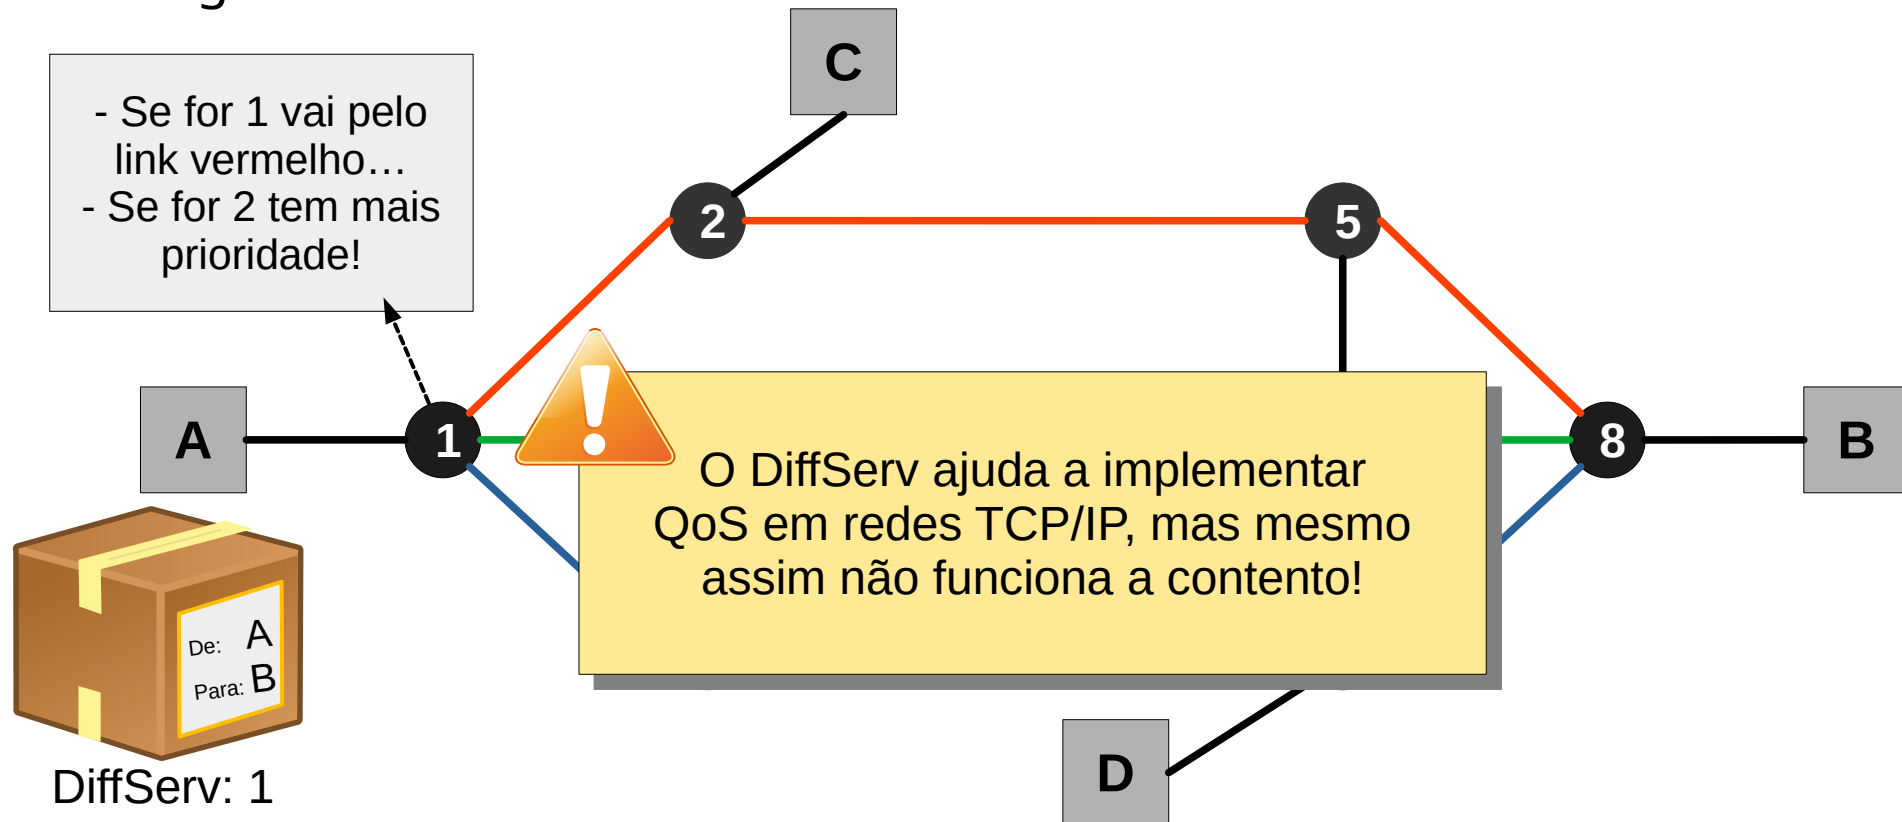 C
- Se for 1 vai pelo
link vermelho…
- Se for 2 tem mais
prioridade!
2
5
A
1
8
B
O DiffServ ajuda a implementar
QoS em redes TCP/IP, mas mesmo
assim não funciona a contento!
De: A
Para: B
D
DiffServ: 1